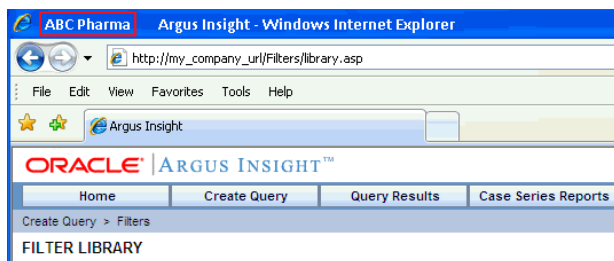 ABC Pharma Argus Insight - Windows Internet Explorer
http://my_company_url/Filters/library.asp
File Edit View Favorites Tools Help
Argus Insight
ORACLE® | ARGUS INSIGHT™
Home Create Query Query Results Case Series Reports
Create Query > Filters
FILTER LIBRARY